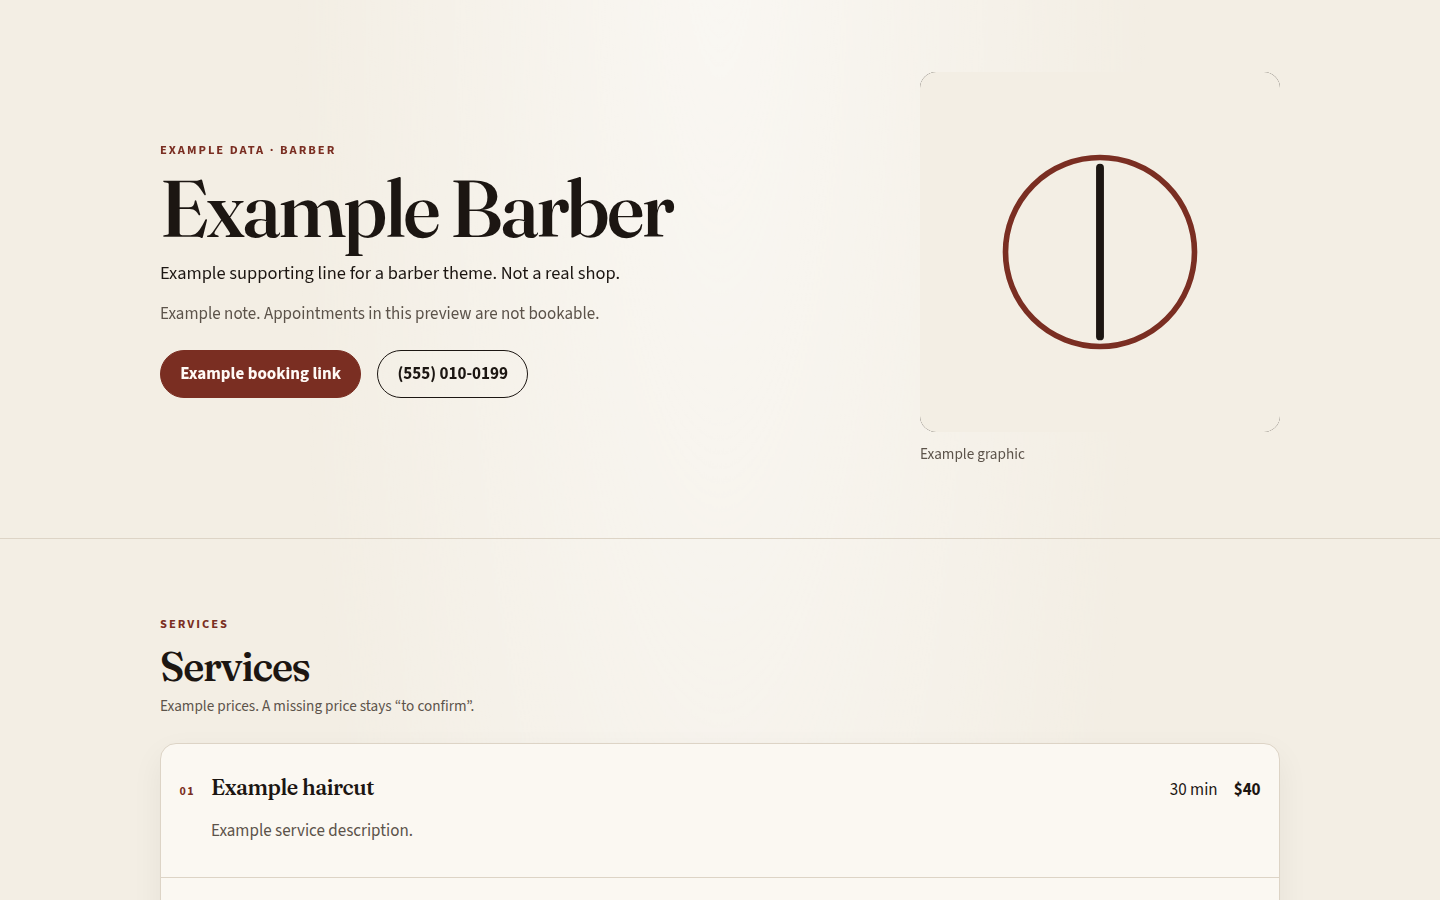 EXAMPLE DATA · BARBER
Example Barber
Example supporting line for a barber theme. Not a real shop.
Example note. Appointments in this preview are not bookable.
Example booking link
(555) 010-0199
Example graphic
SERVICES
Services
Example prices. A missing price stays “to confirm”.
01 Example haircut 30 min $40
Example service description.